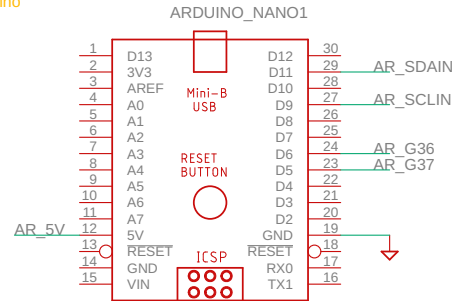 ino
ARDUINO_NANO1
1 D13 D12 30
2 3V3 D11 29 AR_SDAIN
3 AREF D10 28
4 A0 D9 27 AR_SCLIN
5 A1 D8 26
6 A2 D7 25
7 A3 D6 24 AR_G36
8 A4 D5 23 AR_G37
9 A5 D4 22
10 A6 D3 21
11 A7 D2 20
AR_5V 12 5V GND 19
13 RESET RESET 18
14 GND RX0 17
15 VIN TX1 16
Mini-B
USB
RESET
BUTTON
ICSP